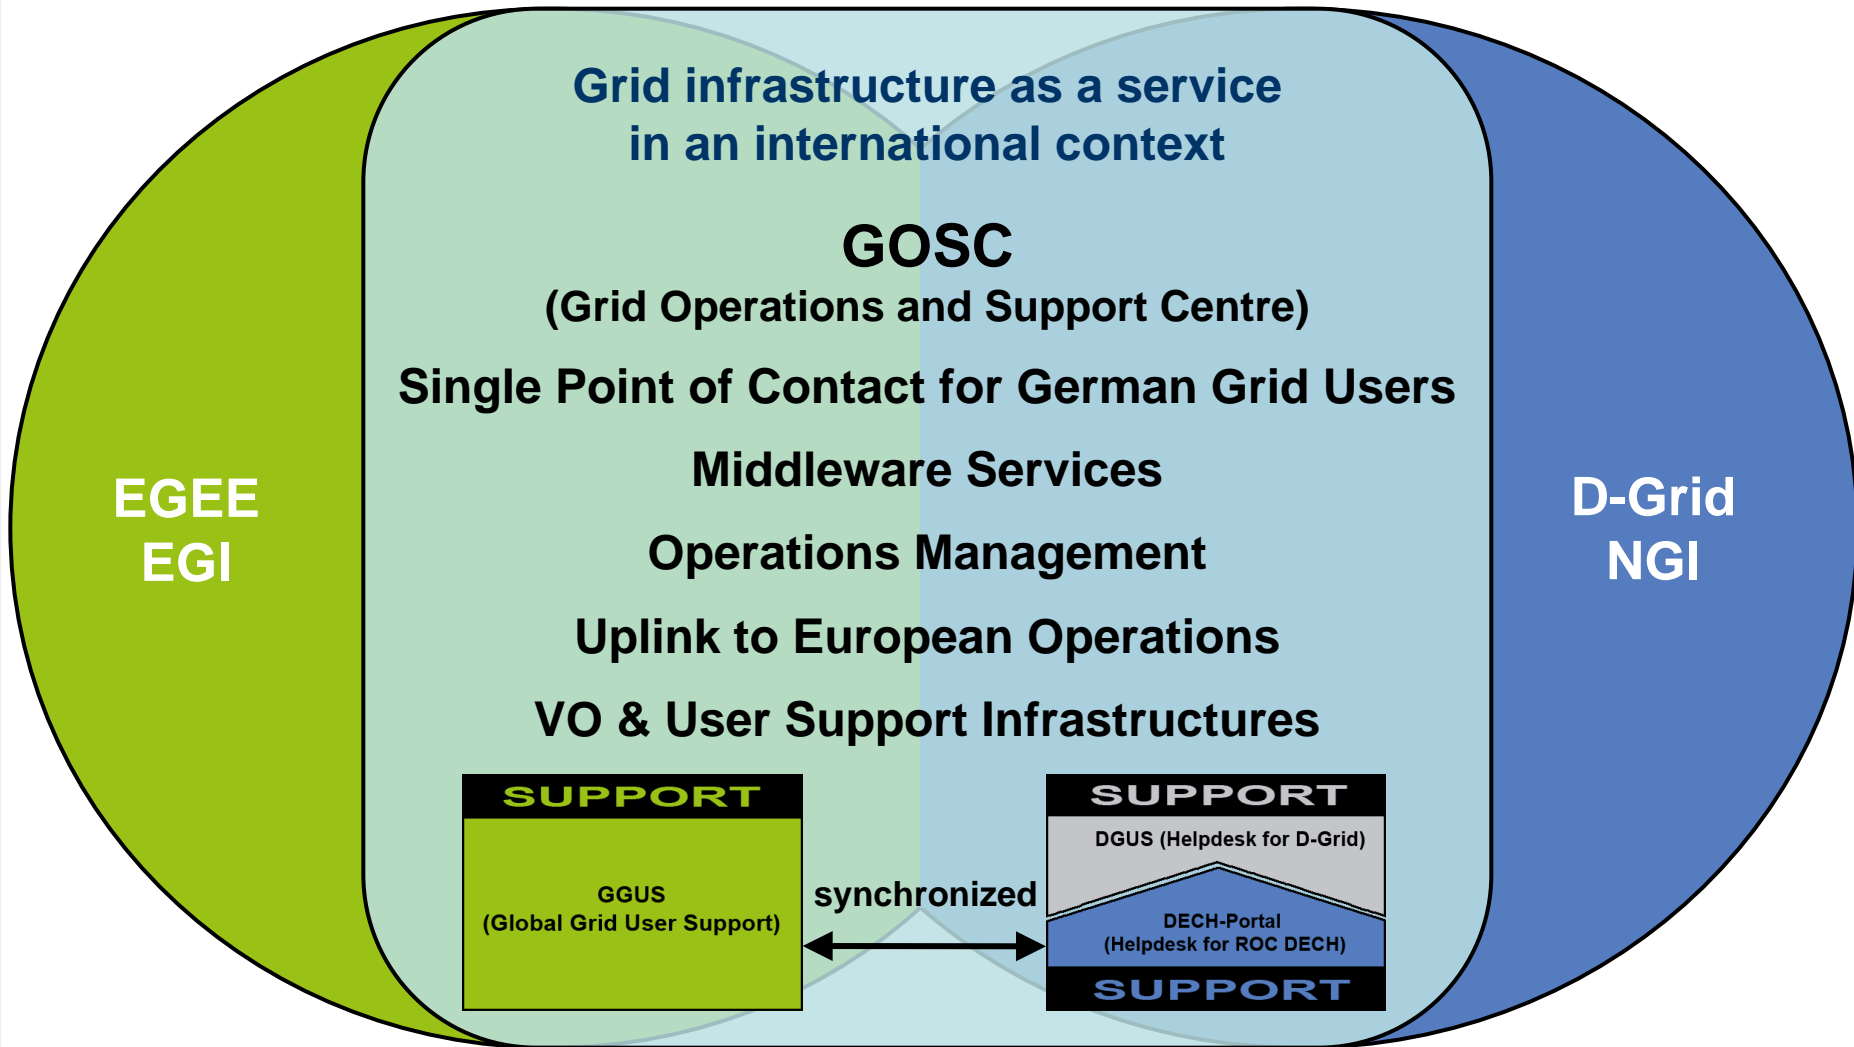 Grid infrastructure as a service
in an international context
GOSC
(Grid Operations and Support Centre)
Single Point of Contact for German Grid Users
Middleware Services
Operations Management
Uplink to European Operations
VO & User Support Infrastructures
EGEE
EGI
D-Grid
NGI
SUPPORT
GGUS
(Global Grid User Support)
synchronized
SUPPORT
DGUS (Helpdesk for D-Grid)
DECH-Portal
(Helpdesk for ROC DECH)
SUPPORT